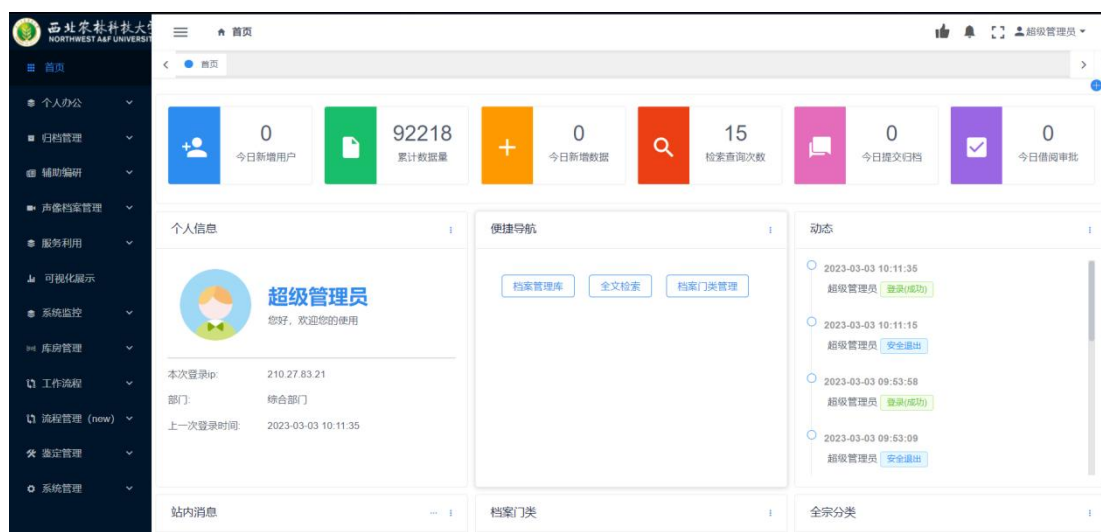 西北农林科技大学
NORTHWEST A&F UNIVERSIT
首页
超级管理员
首页
首页
个人办公
归档管理
辅助编研
声像档案管理
服务利用
可视化展示
系统监控
库房管理
工作流程
流程管理（new）
鉴定管理
系统管理
0
今日新增用户
92218
累计数据量
0
今日新增数据
15
检索查询次数
0
今日提交归档
0
今日借阅审批
个人信息
超级管理员
您好，欢迎您的使用
本次登录ip: 210.27.83.21
部门: 综合部门
上一次登录时间: 2023-03-03 10:11:35
便捷导航
档案管理库 全文检索 档案门类管理
动态
2023-03-03 10:11:35
超级管理员 登录(成功)
2023-03-03 10:11:15
超级管理员 安全退出
2023-03-03 09:53:58
超级管理员 登录(成功)
2023-03-03 09:53:09
超级管理员 安全退出
站内消息
档案门类
全宗分类